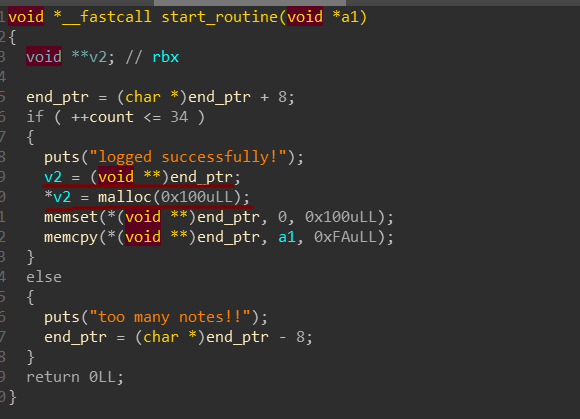 1void *__fastcall start_routine(void *a1)
2{
3  void **v2; // rbx
4
5  end_ptr = (char *)end_ptr + 8;
6  if ( ++count <= 34 )
7  {
8    puts("logged successfully!");
9    v2 = (void **)end_ptr;
0    *v2 = malloc(0x100uLL);
1    memset(*(void **)end_ptr, 0, 0x100uLL);
2    memcpy(*(void **)end_ptr, a1, 0xFAuLL);
3  }
4  else
5  {
6    puts("too many notes!!");
7    end_ptr = (char *)end_ptr - 8;
8  }
9  return 0LL;
0}